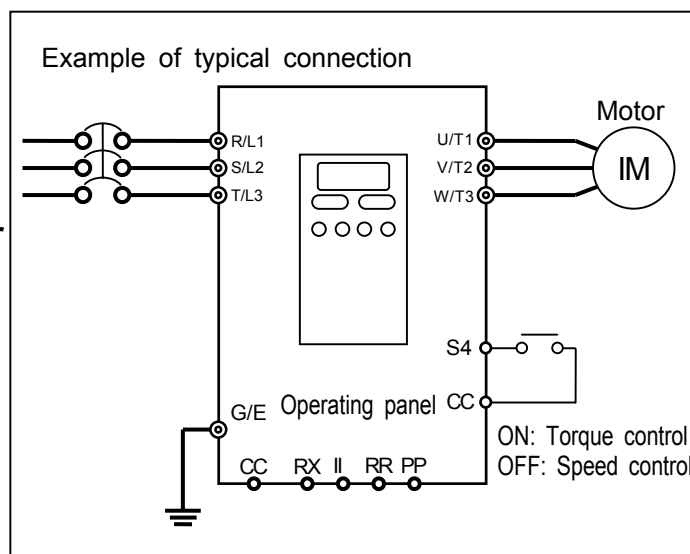 Example of typical connection
Motor
R/L1
U/T1
S/L2
V/T2
IM
T/L3
W/T3
S4
G/E
Operating panel
CC
ON: Torque control
OFF: Speed control
CC
RX
II
RR
PP